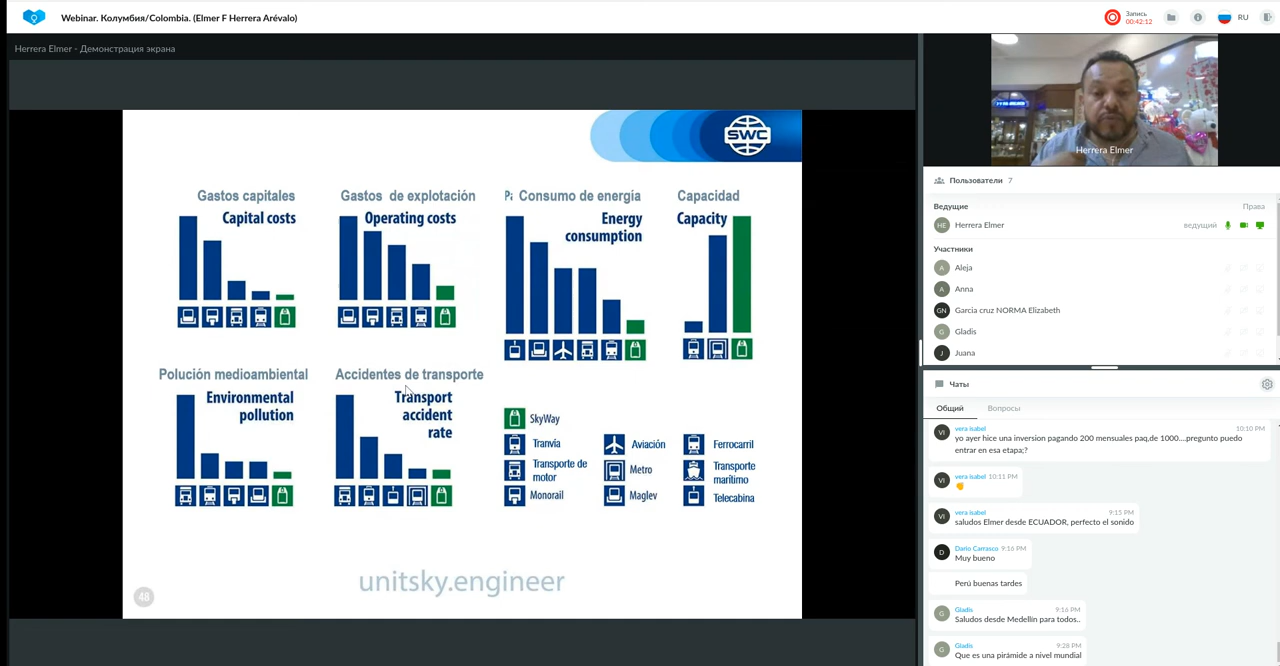 Webinar. Колумбия/Colombia. (Elmer F Herrera Arévalo)
Запись
00:42:12
RU
Herrera Elmer - Демонстрация экрана
SWC
Gastos capitales
Capital costs
Gastos de explotación
Operating costs
Consumo de energía
Energy
consumption
Capacidad
Capacity
Polución medioambiental
Environmental
pollution
Accidentes de transporte
Transport
accident
rate
SkyWay
Tranvia
Transporte de
motor
Monorail
Aviación
Metro
Maglev
Ferrocarril
Transporte
marítimo
Telecabina
unitsky.engineer
48
Herrera Elmer
Пользователи 7
Ведущие
Права
HE
Herrera Elmer
ведущий
Участники
A
Aleja
A
Anna
GN
Garcia cruz NORMA Elizabeth
G
Gladis
J
Juana
Чаты
Общий
Вопросы
VI
vera isabel
10:10 PM
yo ayer hice una inversion pagando 200 mensuales paq,de 1000....pregunto puedo
entrar en esa etapa;?
VI
vera isabel 10:11 PM
VI
vera isabel
9:15 PM
saludos Elmer desde ECUADOR, perfecto el sonido
D
Dario Carrasco 9:16 PM
Muy bueno
Perú buenas tardes
G
Gladis
9:16 PM
Saludos desde Medellín para todos..
G
Gladis
9:28 PM
Que es una pirámide a nivel mundial